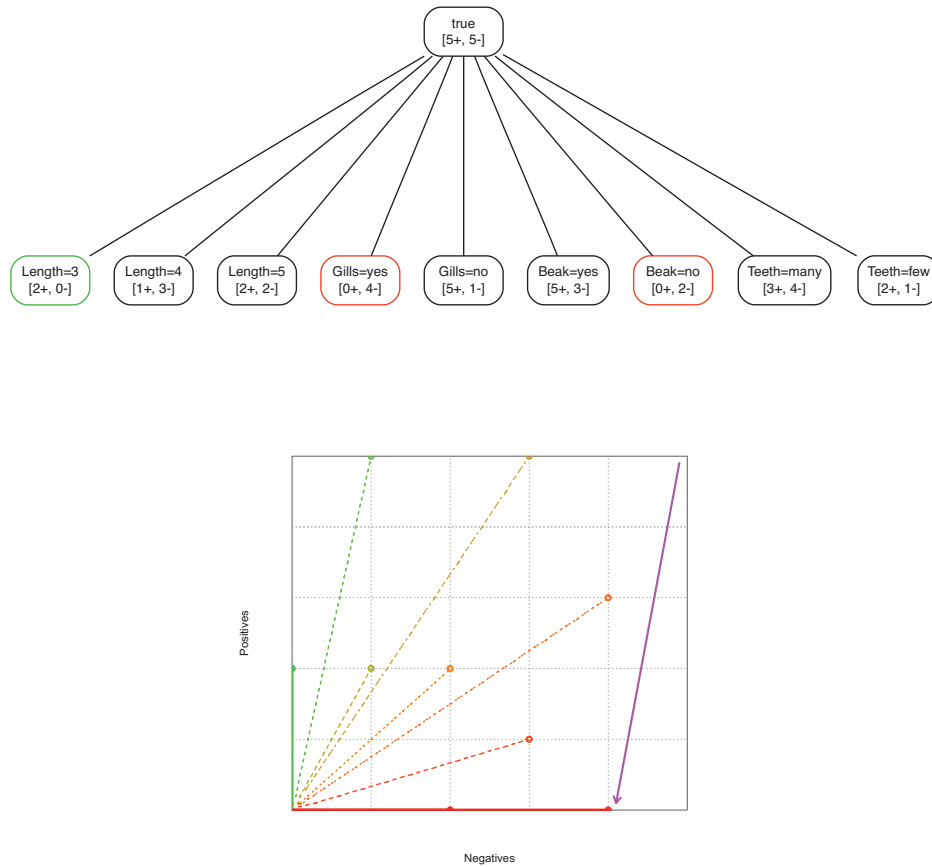 true
[5+, 5-]
Length=3
[2+, 0-]
Length=4
[1+, 3-]
Length=5
[2+, 2-]
Gills=yes
[0+, 4-]
Gills=no
[5+, 1-]
Beak=yes
[5+, 3-]
Beak=no
[0+, 2-]
Teeth=many
[3+, 4-]
Teeth=few
[2+, 1-]
Positives
Negatives